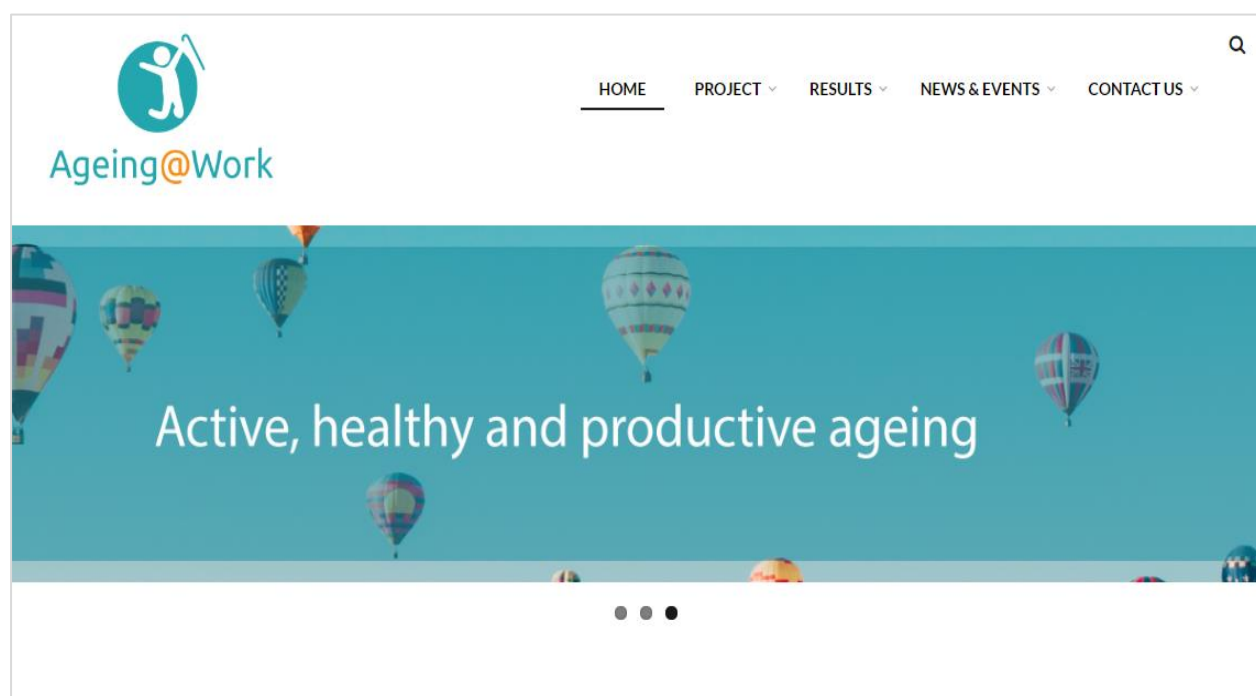 Ageing@Work
HOME PROJECT RESULTS NEWS & EVENTS CONTACT US
Active, healthy and productive ageing